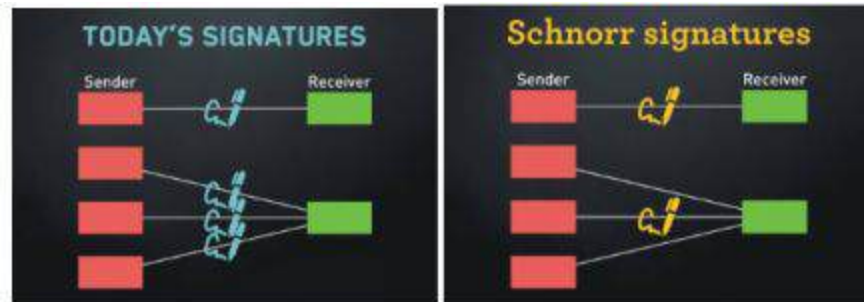 TODAY'S SIGNATURES
Sender Receiver
Schnorr signatures
Sender Receiver